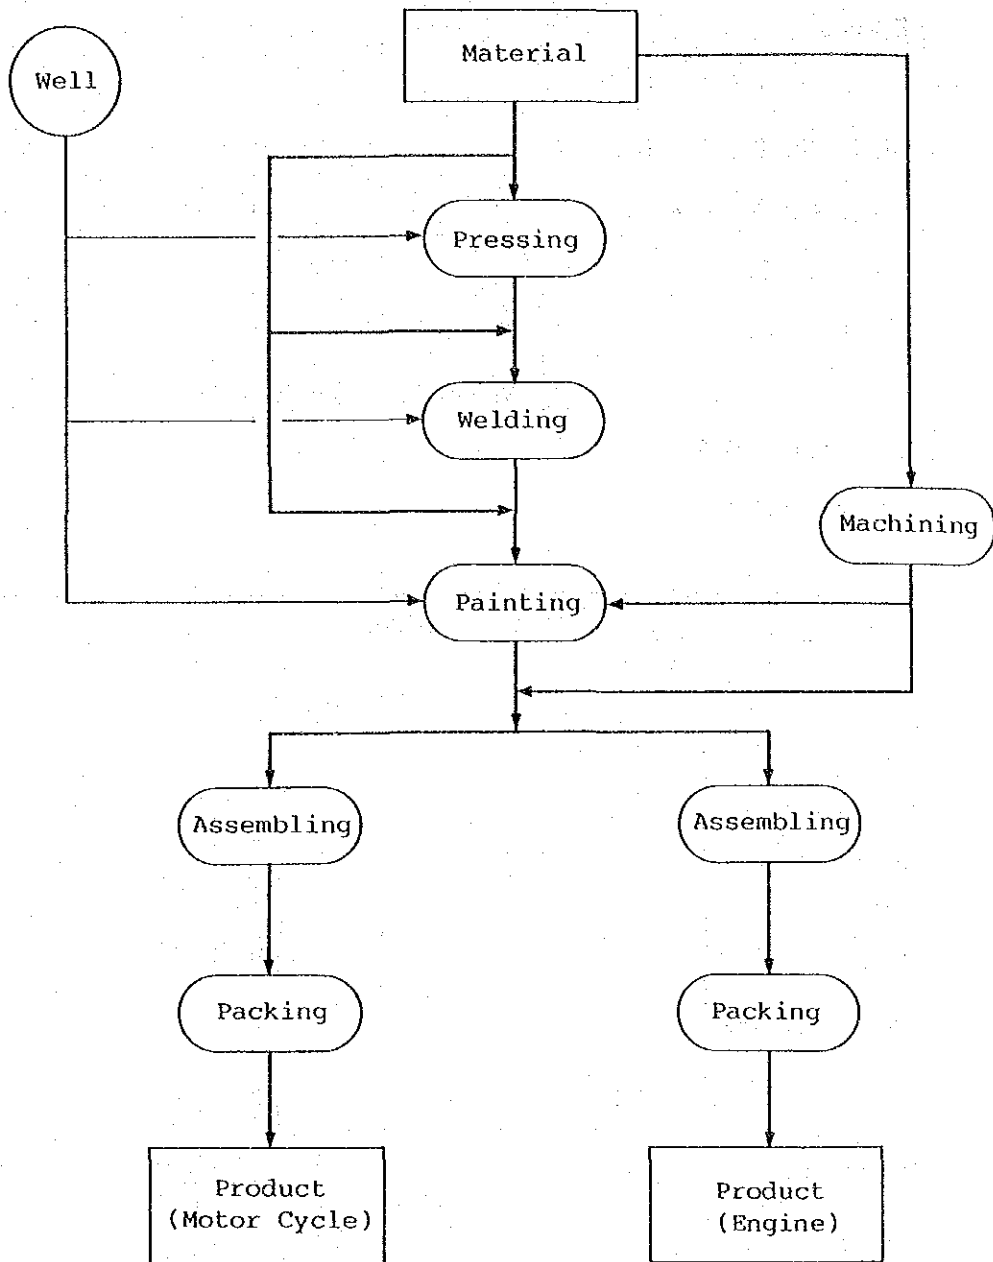 Well
Material
Pressing
Welding
Machining
Painting
Assembling
Assembling
Packing
Packing
Product
(Motor Cycle)
Product
(Engine)